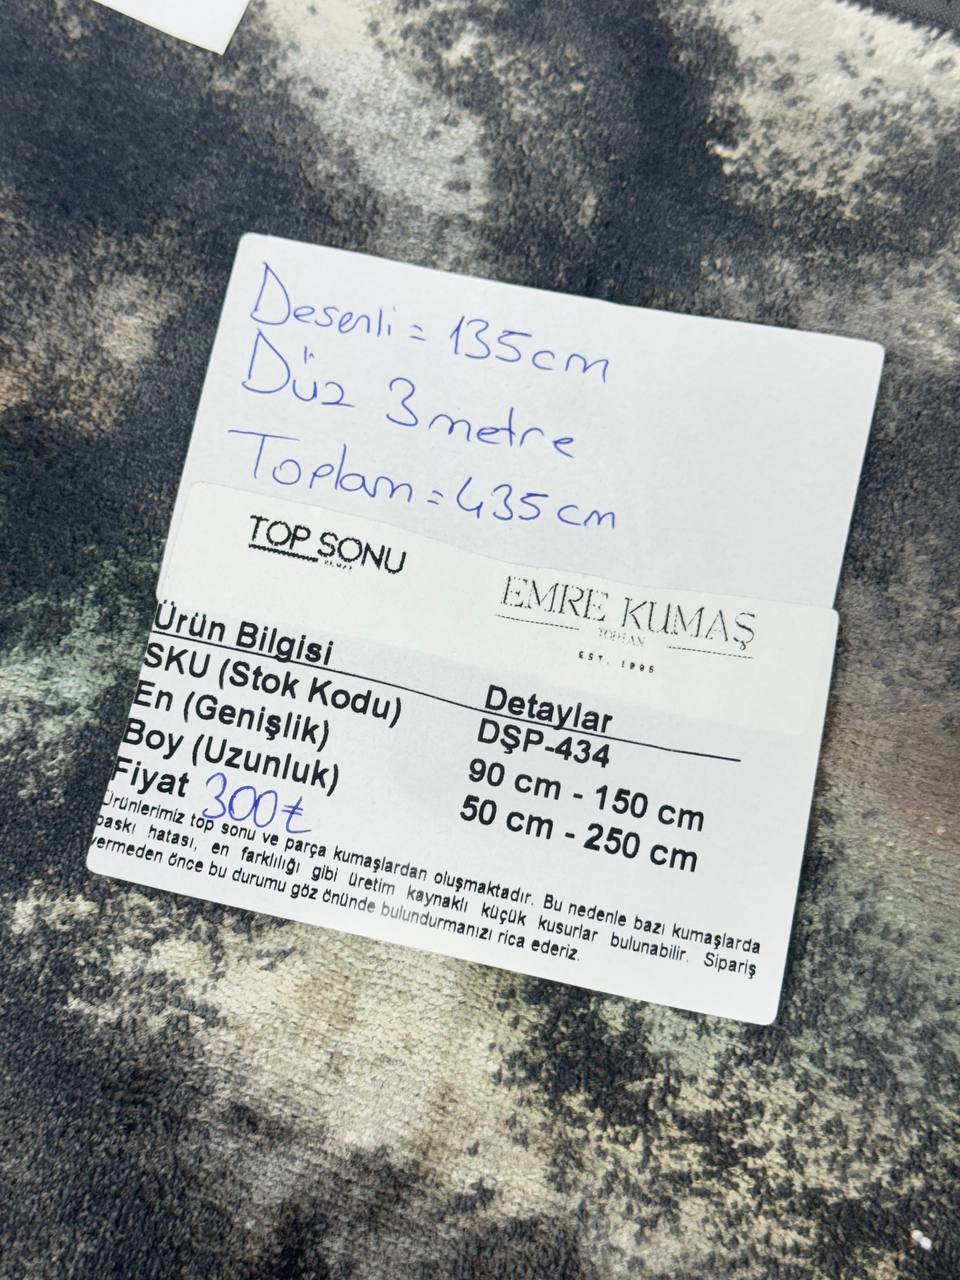 Desenli = 135cm
Düz 3 metre
Toplam = 435 cm
TOP SONU
EMRE KUMAŞ
TOPTAN
EST. 1995
Ürün Bilgisi Detaylar
SKU (Stok Kodu) DŞP-434
En (Genişlik) 90 cm - 150 cm
Boy (Uzunluk) 50 cm - 250 cm
Fiyat 300₺
Ürünlerimiz top sonu ve parça kumaşlardan oluşmaktadır. Bu nedenle bazı kumaşlarda
baskı hatası, en farklılığı gibi üretim kaynaklı küçük kusurlar bulunabilir. Sipariş
vermeden önce bu durumu göz önünde bulundurmanızı rica ederiz.